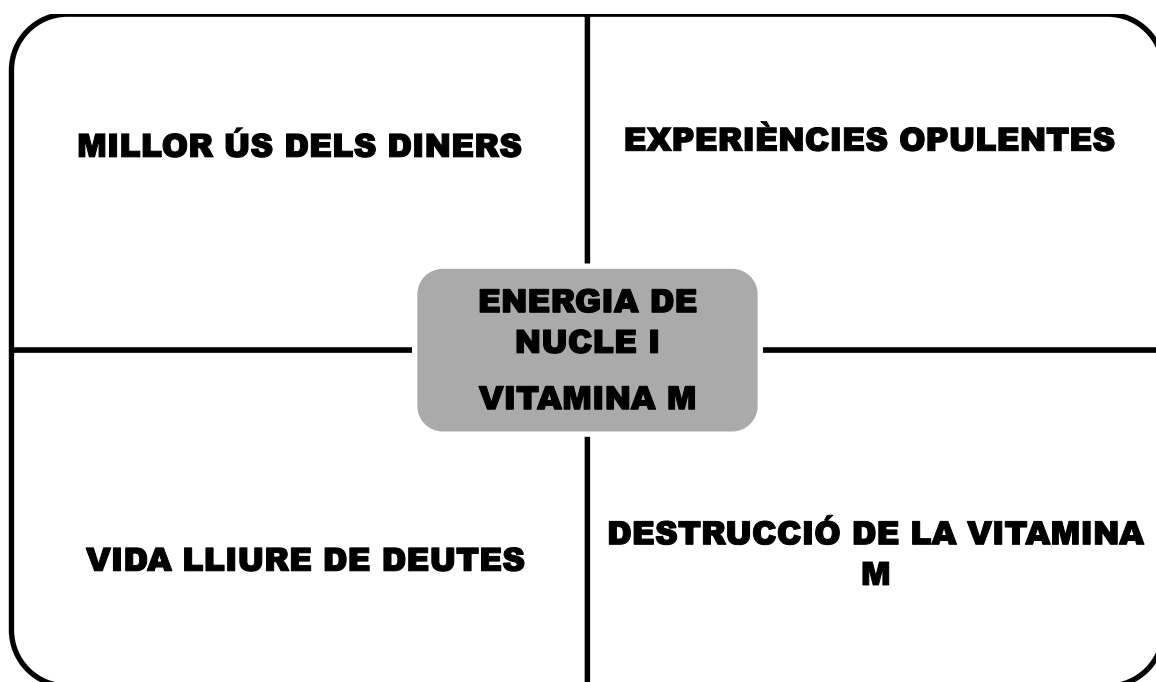 MILLOR ÚS DELS DINERS
EXPERIÈNCIES OPULENTES
ENERGIA DE
NUCLE I
VITAMINA M
VIDA LLIURE DE DEUTES
DESTRUCCIÓ DE LA VITAMINA
M